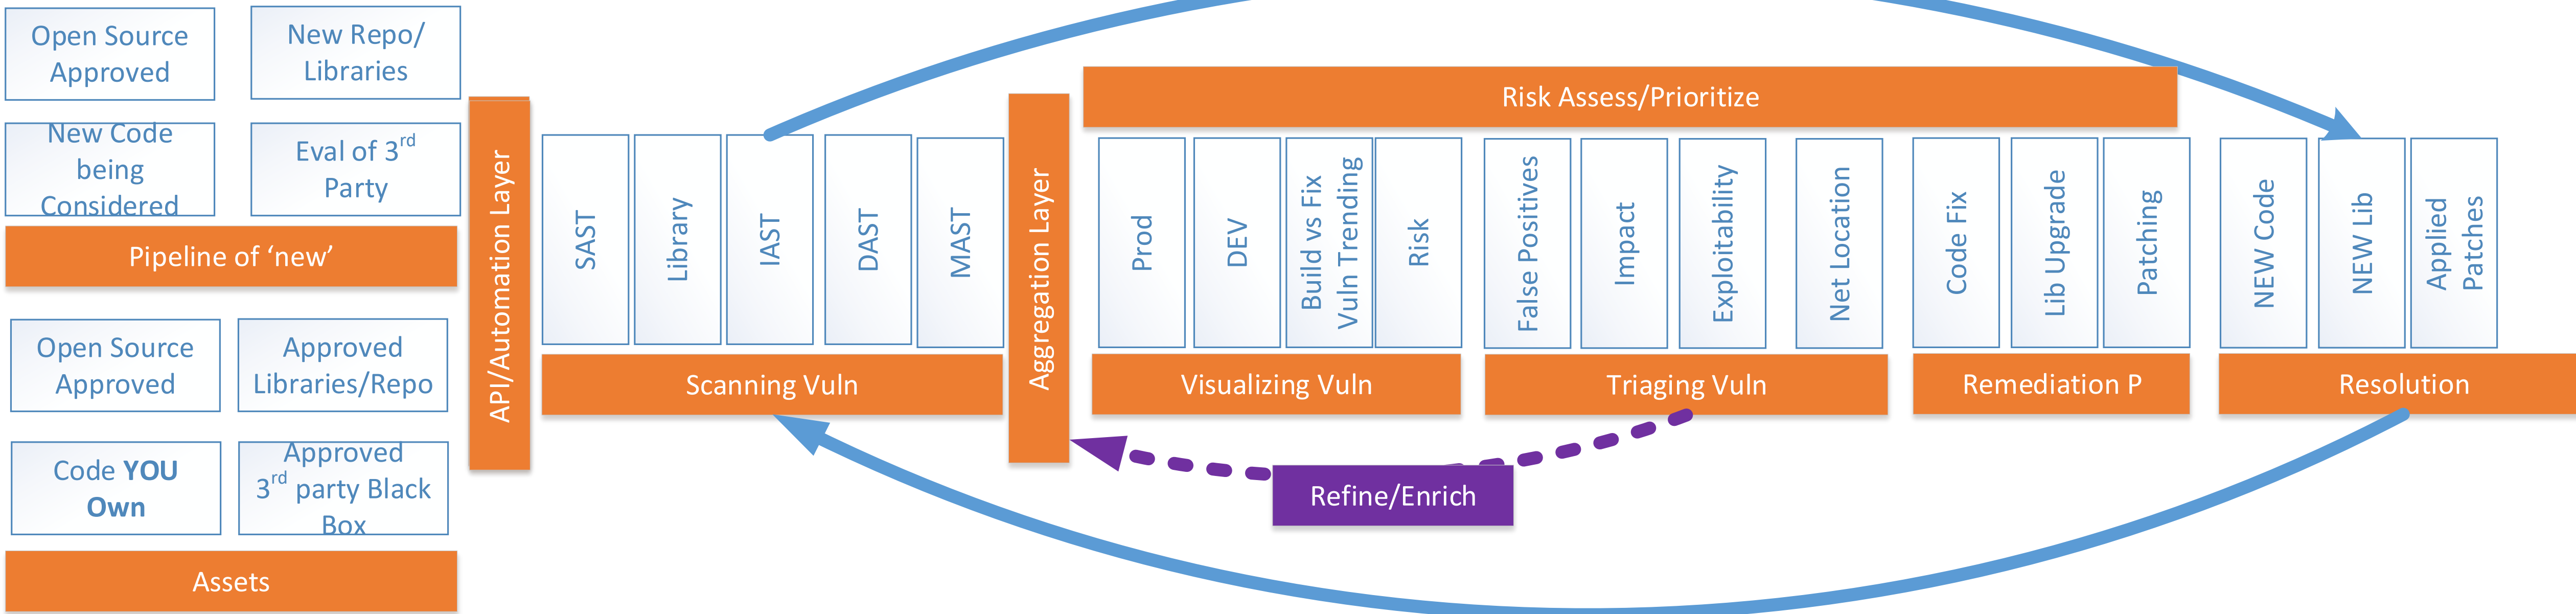 Open Source
Approved
New Repo/
Libraries
New Code
being
Considered
Eval of 3rd
Party
Pipeline of ‘new’
Open Source
Approved
Approved
Libraries/Repo
Code YOU
Own
Approved
3rd party Black
Box
Assets
API/Automation Layer
SAST
Library
IAST
DAST
MAST
Scanning Vuln
Aggregation Layer
Risk Assess/Prioritize
Prod
DEV
Build vs Fix
Vuln Trending
Risk
Visualizing Vuln
False Positives
Impact
Exploitability
Net Location
Triaging Vuln
Refine/Enrich
Code Fix
Lib Upgrade
Patching
Remediation P
NEW Code
NEW Lib
Applied
Patches
Resolution